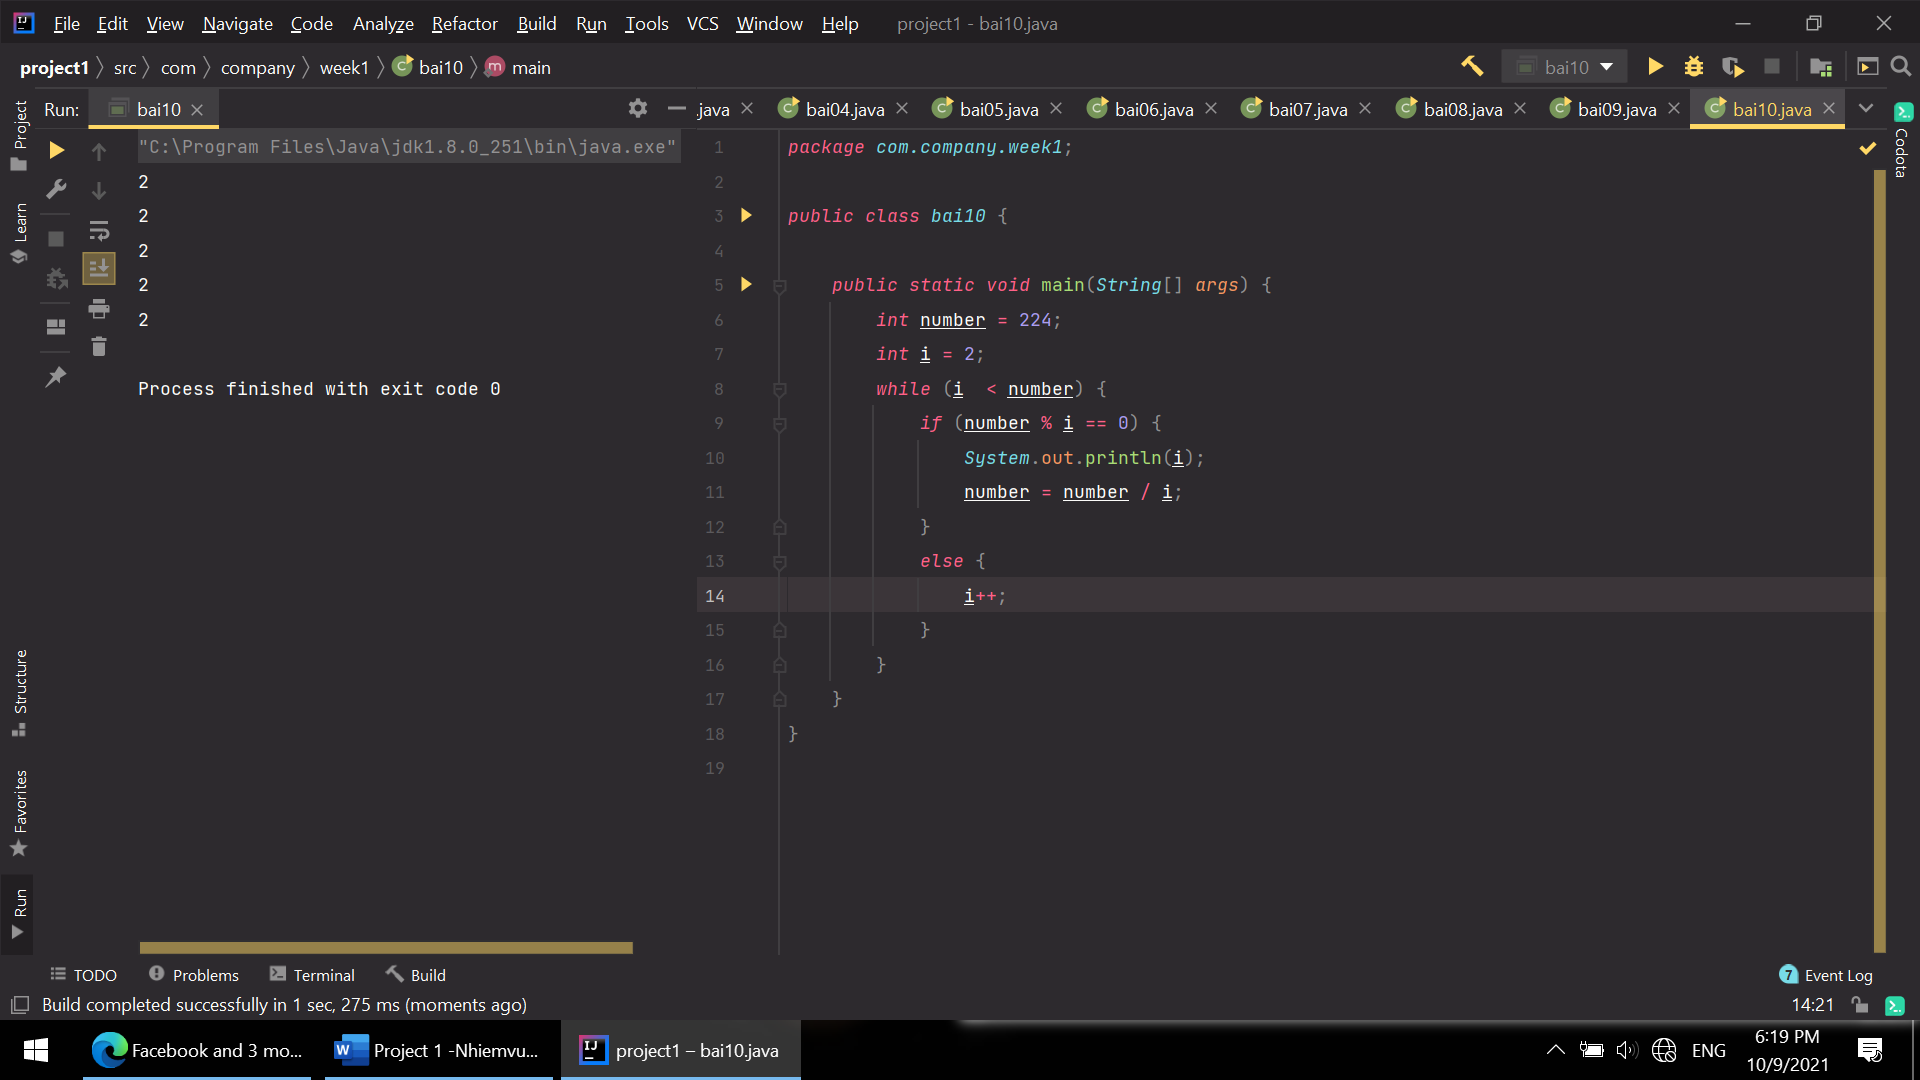 File Edit View Navigate Code Analyze Refactor Build Run Tools VCS Window Help project1 - bai10.java
project1 src com company week1 bai10 main
bai10
Run: bai10
.java bai04.java bai05.java bai06.java bai07.java bai08.java bai09.java bai10.java
Project
Learn
Structure
Favorites
Run
Codota
"C:\Program Files\Java\jdk1.8.0_251\bin\java.exe"
2
2
2
2
2
Process finished with exit code 0
1 package com.company.week1;
2
3 public class bai10 {
4
5 public static void main(String[] args) {
6 int number = 224;
7 int i = 2;
8 while (i  < number) {
9 if (number % i == 0) {
10 System.out.println(i);
11 number = number / i;
12 }
13 else {
14 i++;
15 }
16 }
17 }
18 }
19
TODO Problems Terminal Build 7 Event Log
Build completed successfully in 1 sec, 275 ms (moments ago) 14:21
Facebook and 3 mo... Project 1 -Nhiemvu... project1 – bai10.java ENG 6:19 PM
10/9/2021